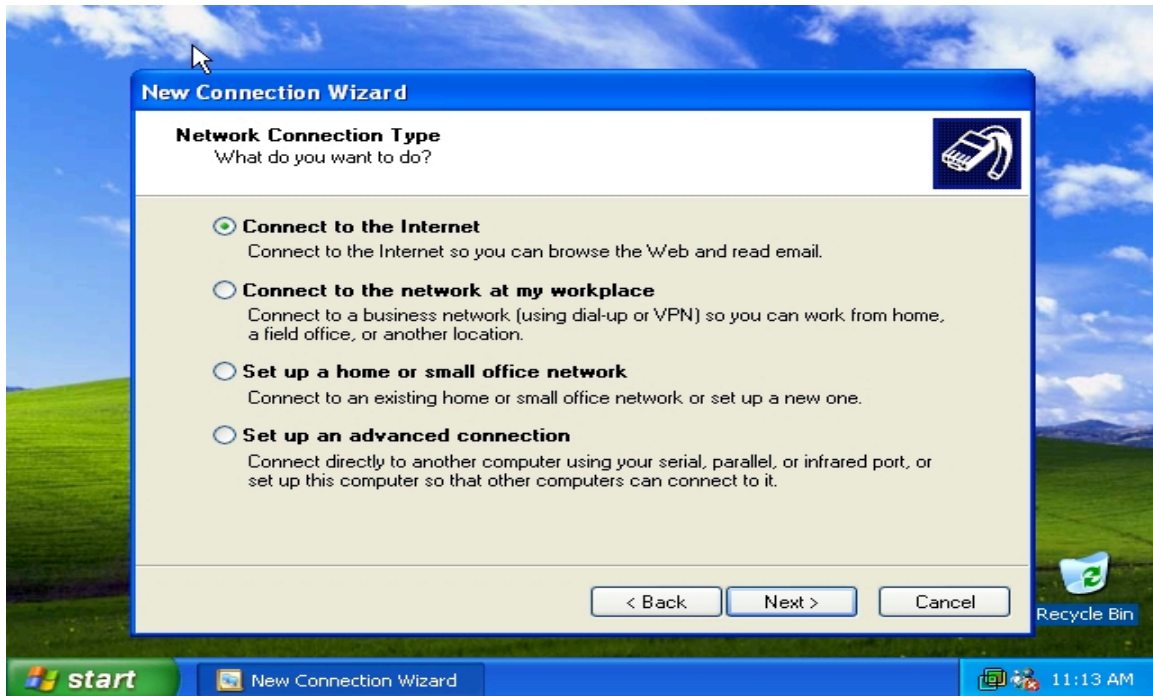 New Connection Wizard
Network Connection Type
What do you want to do?
Connect to the Internet
Connect to the Internet so you can browse the Web and read email.
Connect to the network at my workplace
Connect to a business network (using dial-up or VPN) so you can work from home,
a field office, or another location.
Set up a home or small office network
Connect to an existing home or small office network or set up a new one.
Set up an advanced connection
Connect directly to another computer using your serial, parallel, or infrared port, or
set up this computer so that other computers can connect to it.
< Back Next > Cancel
Recycle Bin
start New Connection Wizard 11:13 AM